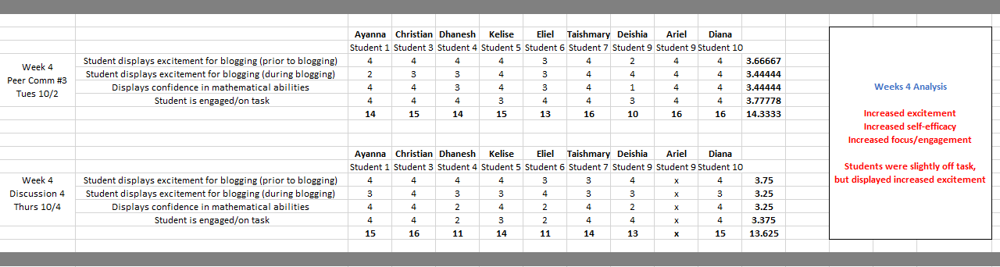 Ayanna Christian Dhanesh Kelise Eliel Taishmary Deishia Ariel Diana
Student 1 Student 3 Student 4 Student 5 Student 6 Student 7 Student 9 Student 9 Student 10
Week 4
Peer Comm #3
Tues 10/2
Student displays excitement for blogging (prior to blogging) 4 4 4 4 3 4 2 4 4 3.66667
Student displays excitement for blogging (during blogging) 2 3 3 4 3 4 4 4 4 3.44444
Displays confidence in mathematical abilities 4 4 3 4 3 4 1 4 4 3.44444
Student is engaged/on task 4 4 4 3 4 4 3 4 4 3.77778
14 15 14 15 13 16 10 16 16 14.3333
Ayanna Christian Dhanesh Kelise Eliel Taishmary Deishia Ariel Diana
Student 1 Student 3 Student 4 Student 5 Student 6 Student 7 Student 9 Student 9 Student 10
Week 4
Discussion 4
Thurs 10/4
Student displays excitement for blogging (prior to blogging) 4 4 4 4 3 3 4 x 4 3.75
Student displays excitement for blogging (during blogging) 3 4 3 3 4 3 3 x 3 3.25
Displays confidence in mathematical abilities 4 4 2 4 2 4 2 x 4 3.25
Student is engaged/on task 4 4 2 3 2 4 4 x 4 3.375
15 16 11 14 11 14 13 x 15 13.625
Weeks 4 Analysis
Increased excitement
Increased self-efficacy
Increased focus/engagement
Students were slightly off task,
but displayed increased excitement